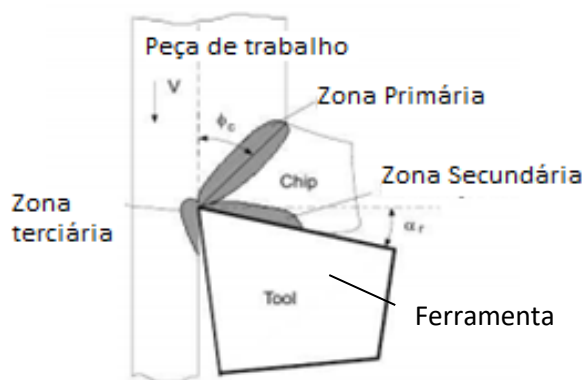 Peça de trabalho
V
Zona Primária
ϕc
Chip
Zona Secundária
Zona
terciária
αr
Tool
Ferramenta